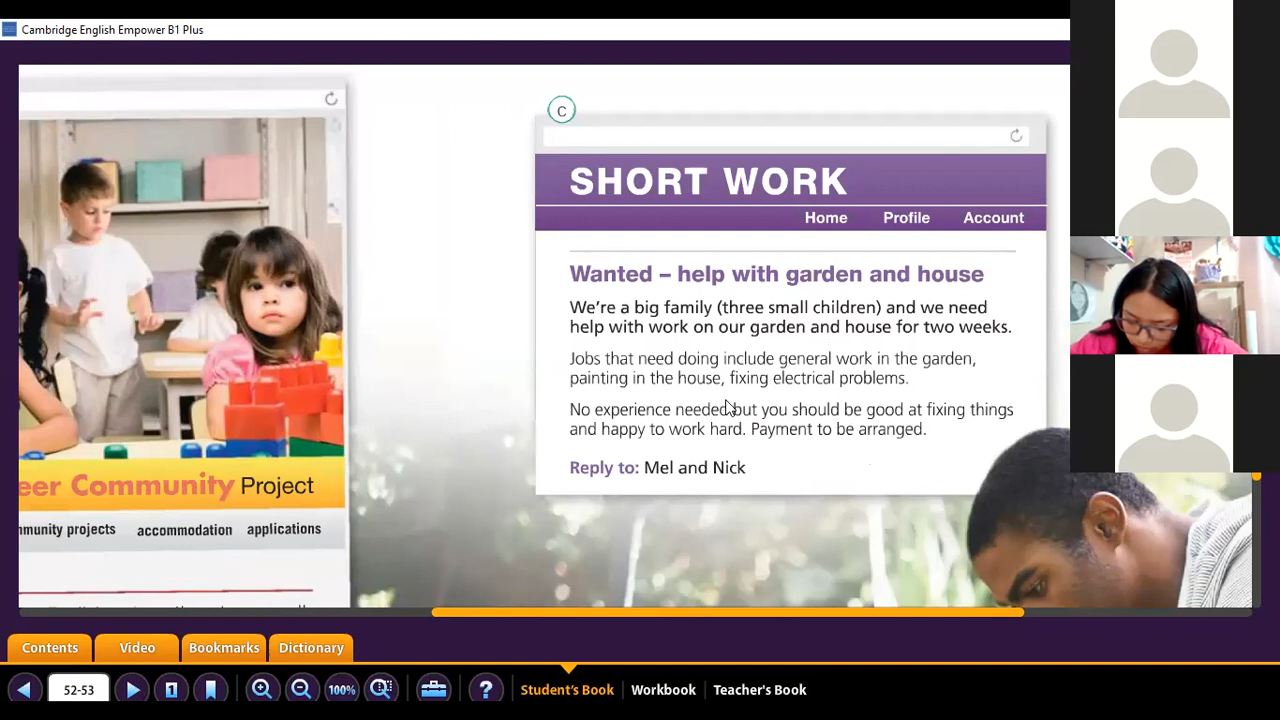 Cambridge English Empower B1 Plus
C
SHORT WORK
Home Profile Account
Wanted – help with garden and house
We're a big family (three small children) and we need
help with work on our garden and house for two weeks.
Jobs that need doing include general work in the garden,
painting in the house, fixing electrical problems.
No experience needed but you should be good at fixing things
and happy to work hard. Payment to be arranged.
Reply to: Mel and Nick
eer Community Project
mmunity projects accommodation applications
Contents Video Bookmarks Dictionary
52-53 1 100% ? Student's Book Workbook Teacher's Book